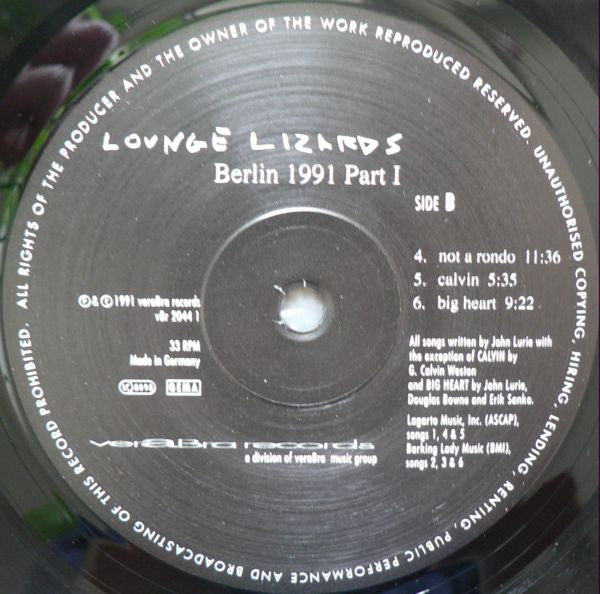 ALL RIGHTS OF THE PRODUCER AND THE OWNER OF THE WORK REPRODUCED RESERVED. UNAUTHORISED COPYING, HIRING, LENDING, RENTING, PUBLIC PERFORMANCE AND BROADCASTING OF THIS RECORD PROHIBITED.
LOUNGE LIZARDS
Berlin 1991 Part I
SIDE B
4. not a rondo 11:36
5. calvin 5:35
6. big heart 9:22
℗&© 1991 veraBra records
vBr 2044 1
33 RPM
Made in Germany
LC 8898 GEMA
All songs written by John Lurie with
the exception of CALVIN by
G. Calvin Weston
and BIG HEART by John Lurie,
Douglas Bowne and Erik Sanko.
Lagarto Music, Inc. (ASCAP),
songs 1, 4 & 5
Barking Lady Music (BMI),
songs 2, 3 & 6
veraBra records
a division of veraBra music group